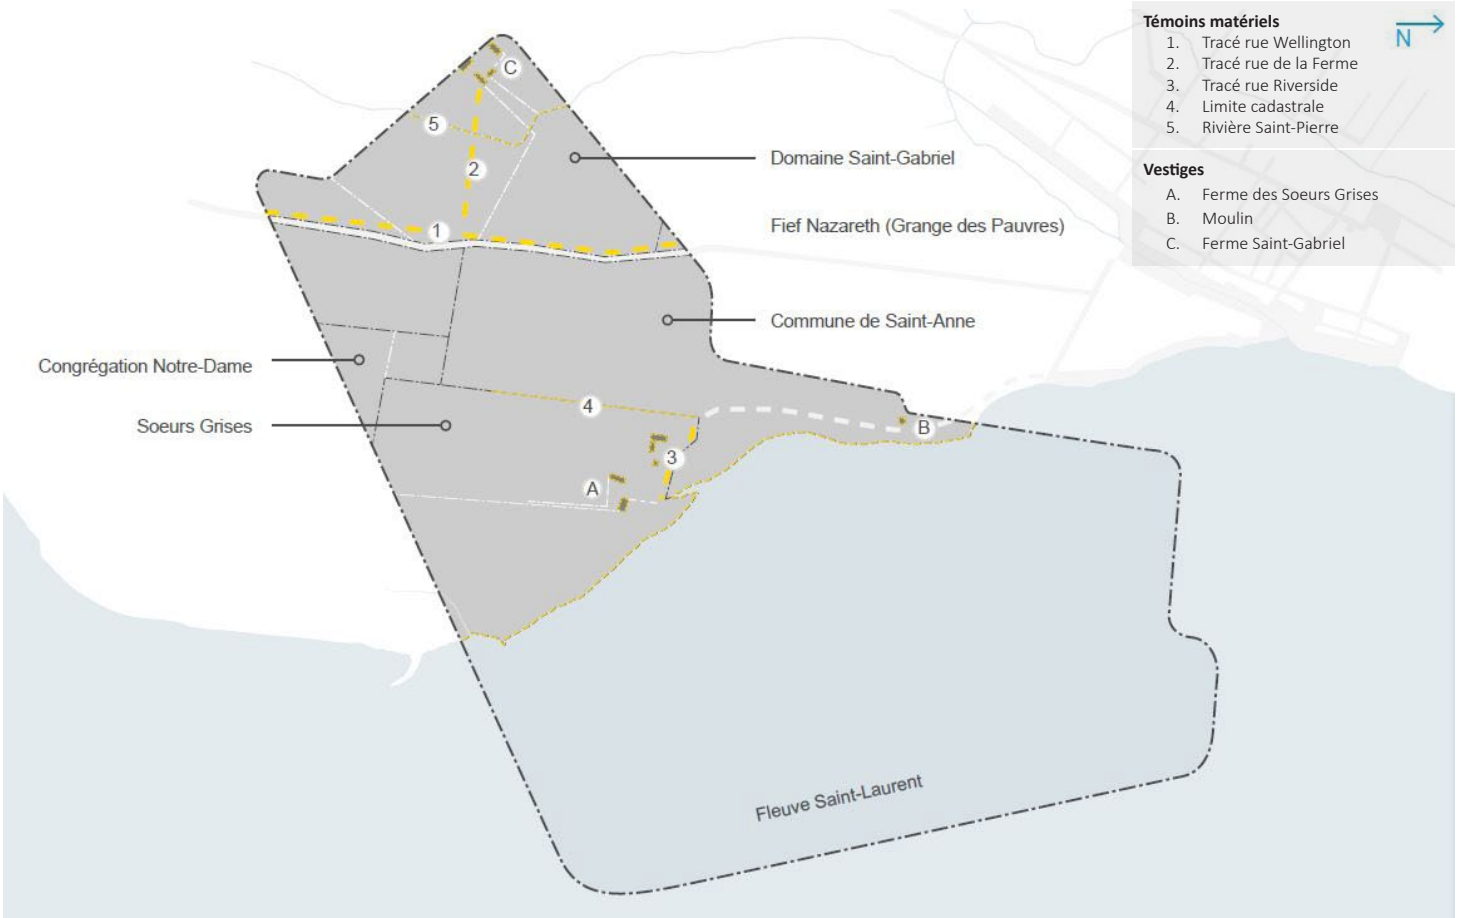 Témoins matériels
1. Tracé rue Wellington
2. Tracé rue de la Ferme
3. Tracé rue Riverside
4. Limite cadastrale
5. Rivière Saint-Pierre
N
Vestiges
A. Ferme des Soeurs Grises
B. Moulin
C. Ferme Saint-Gabriel
C
5
2
1
Domaine Saint-Gabriel
Fief Nazareth (Grange des Pauvres)
Commune de Saint-Anne
Congrégation Notre-Dame
Soeurs Grises
4
B
3
A
Fleuve Saint-Laurent